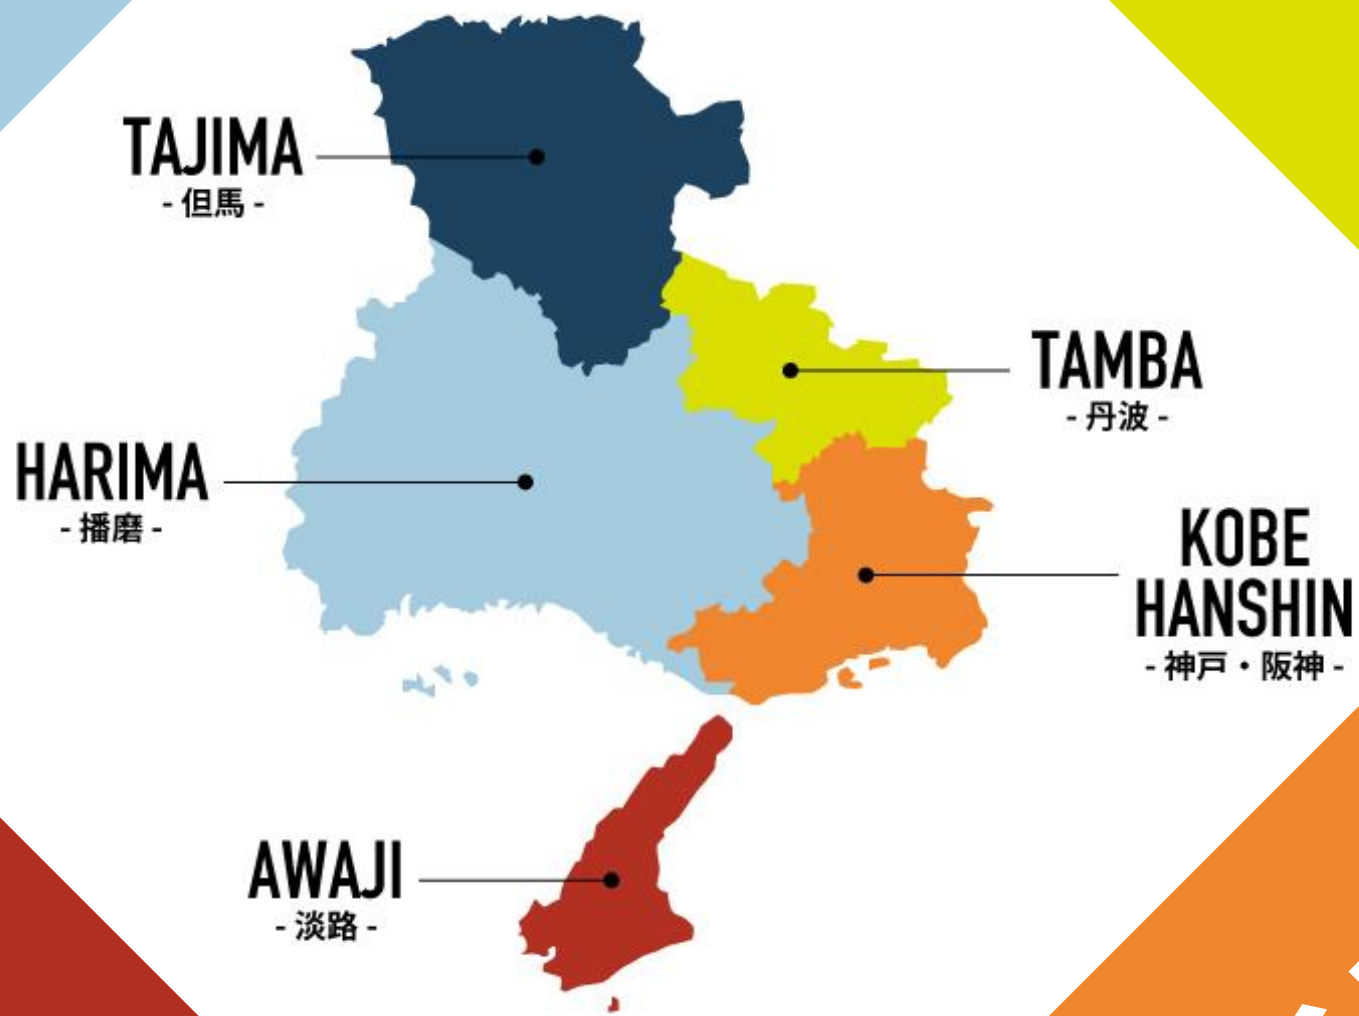 TAJIMA
- 但馬 -
TAMBA
- 丹波 -
HARIMA
- 播磨 -
KOBE
HANSHIN
- 神戸・阪神 -
AWAJI
- 淡路 -